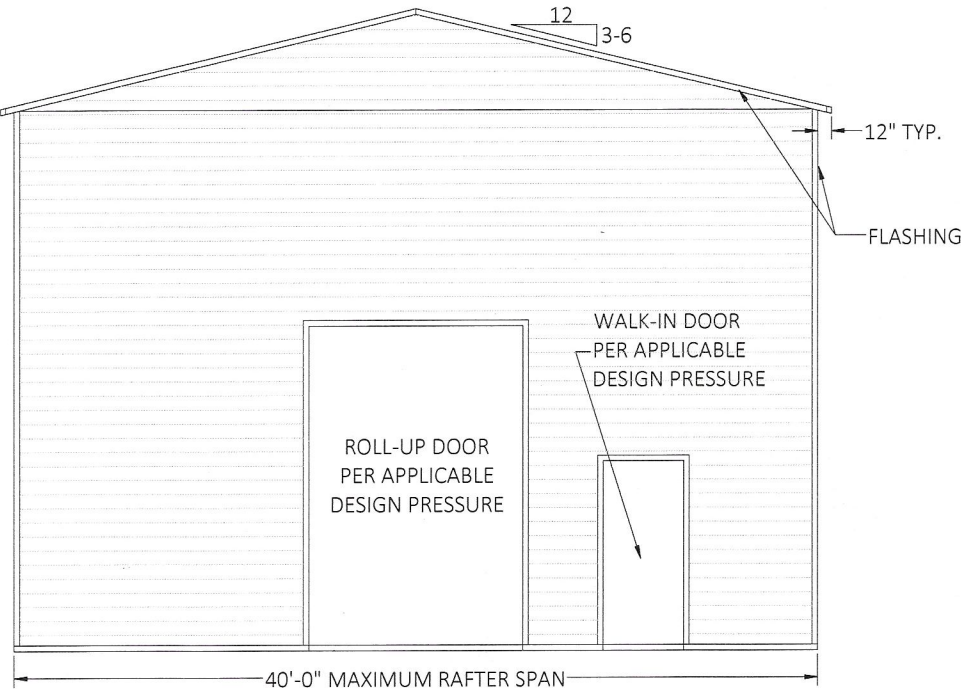 12
3-6
12" TYP.
FLASHING
WALK-IN DOOR
PER APPLICABLE
DESIGN PRESSURE
ROLL-UP DOOR
PER APPLICABLE
DESIGN PRESSURE
40'-0" MAXIMUM RAFTER SPAN